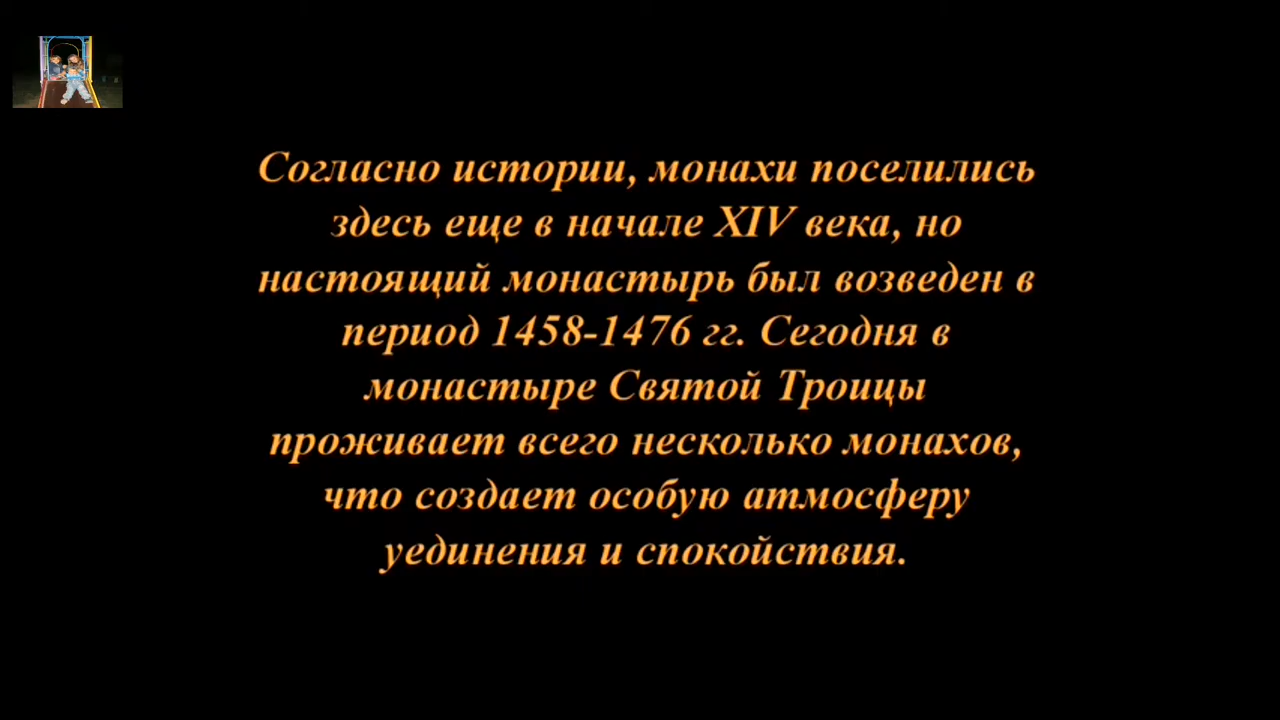 Согласно истории, монахи поселились
здесь еще в начале XIV века, но
настоящий монастырь был возведен в
период 1458-1476 гг. Сегодня в
монастыре Святой Троицы
проживает всего несколько монахов,
что создает особую атмосферу
уединения и спокойствия.